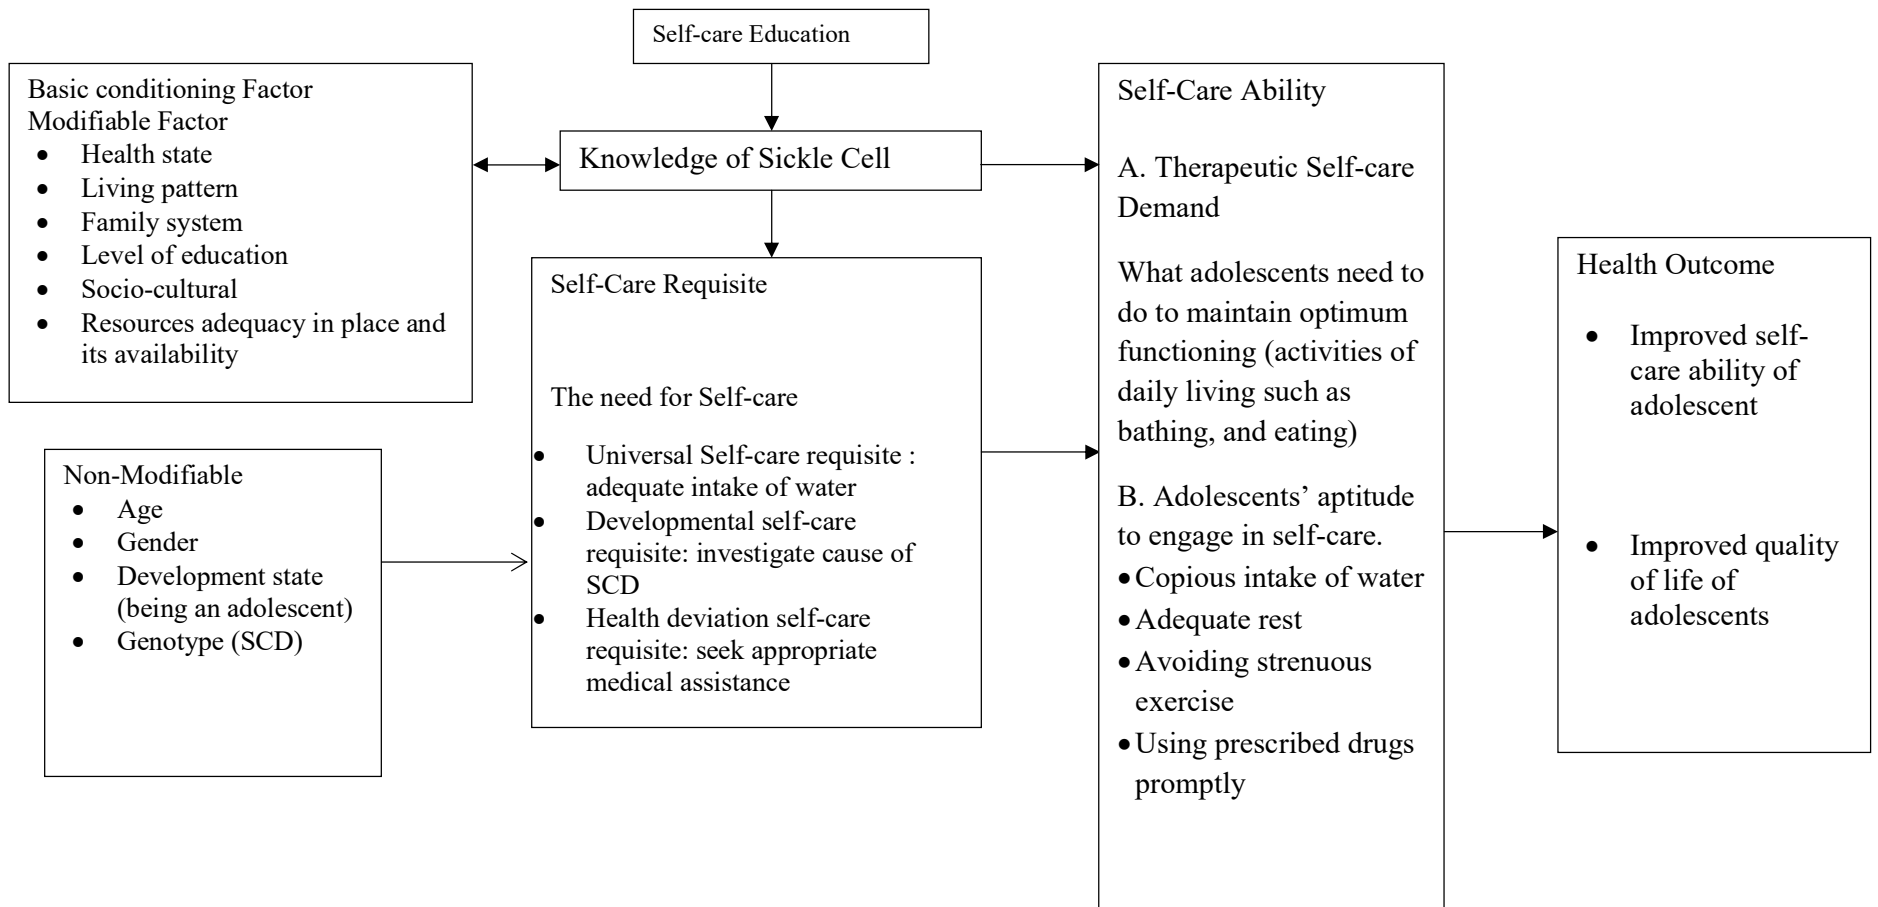 Self-care Education
Basic conditioning Factor
Modifiable Factor
• Health state
• Living pattern
• Family system
• Level of education
• Socio-cultural
• Resources adequacy in place and
its availability
Knowledge of Sickle Cell
Non-Modifiable
• Age
• Gender
• Development state
(being an adolescent)
• Genotype (SCD)
Self-Care Requisite
The need for Self-care
• Universal Self-care requisite :
adequate intake of water
• Developmental self-care
requisite: investigate cause of
SCD
• Health deviation self-care
requisite: seek appropriate
medical assistance
Self-Care Ability
A. Therapeutic Self-care
Demand
What adolescents need to
do to maintain optimum
functioning (activities of
daily living such as
bathing, and eating)
B. Adolescents’ aptitude
to engage in self-care.
• Copious intake of water
• Adequate rest
• Avoiding strenuous
exercise
• Using prescribed drugs
promptly
Health Outcome
• Improved self-
care ability of
adolescent
• Improved quality
of life of
adolescents